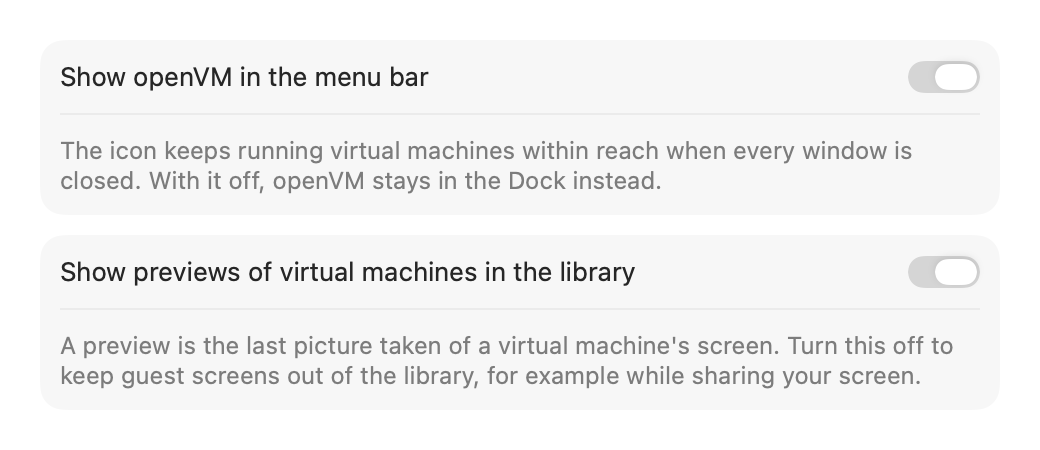 Show openVM in the menu bar
The icon keeps running virtual machines within reach when every window is
closed. With it off, openVM stays in the Dock instead.
Show previews of virtual machines in the library
A preview is the last picture taken of a virtual machine's screen. Turn this off to
keep guest screens out of the library, for example while sharing your screen.